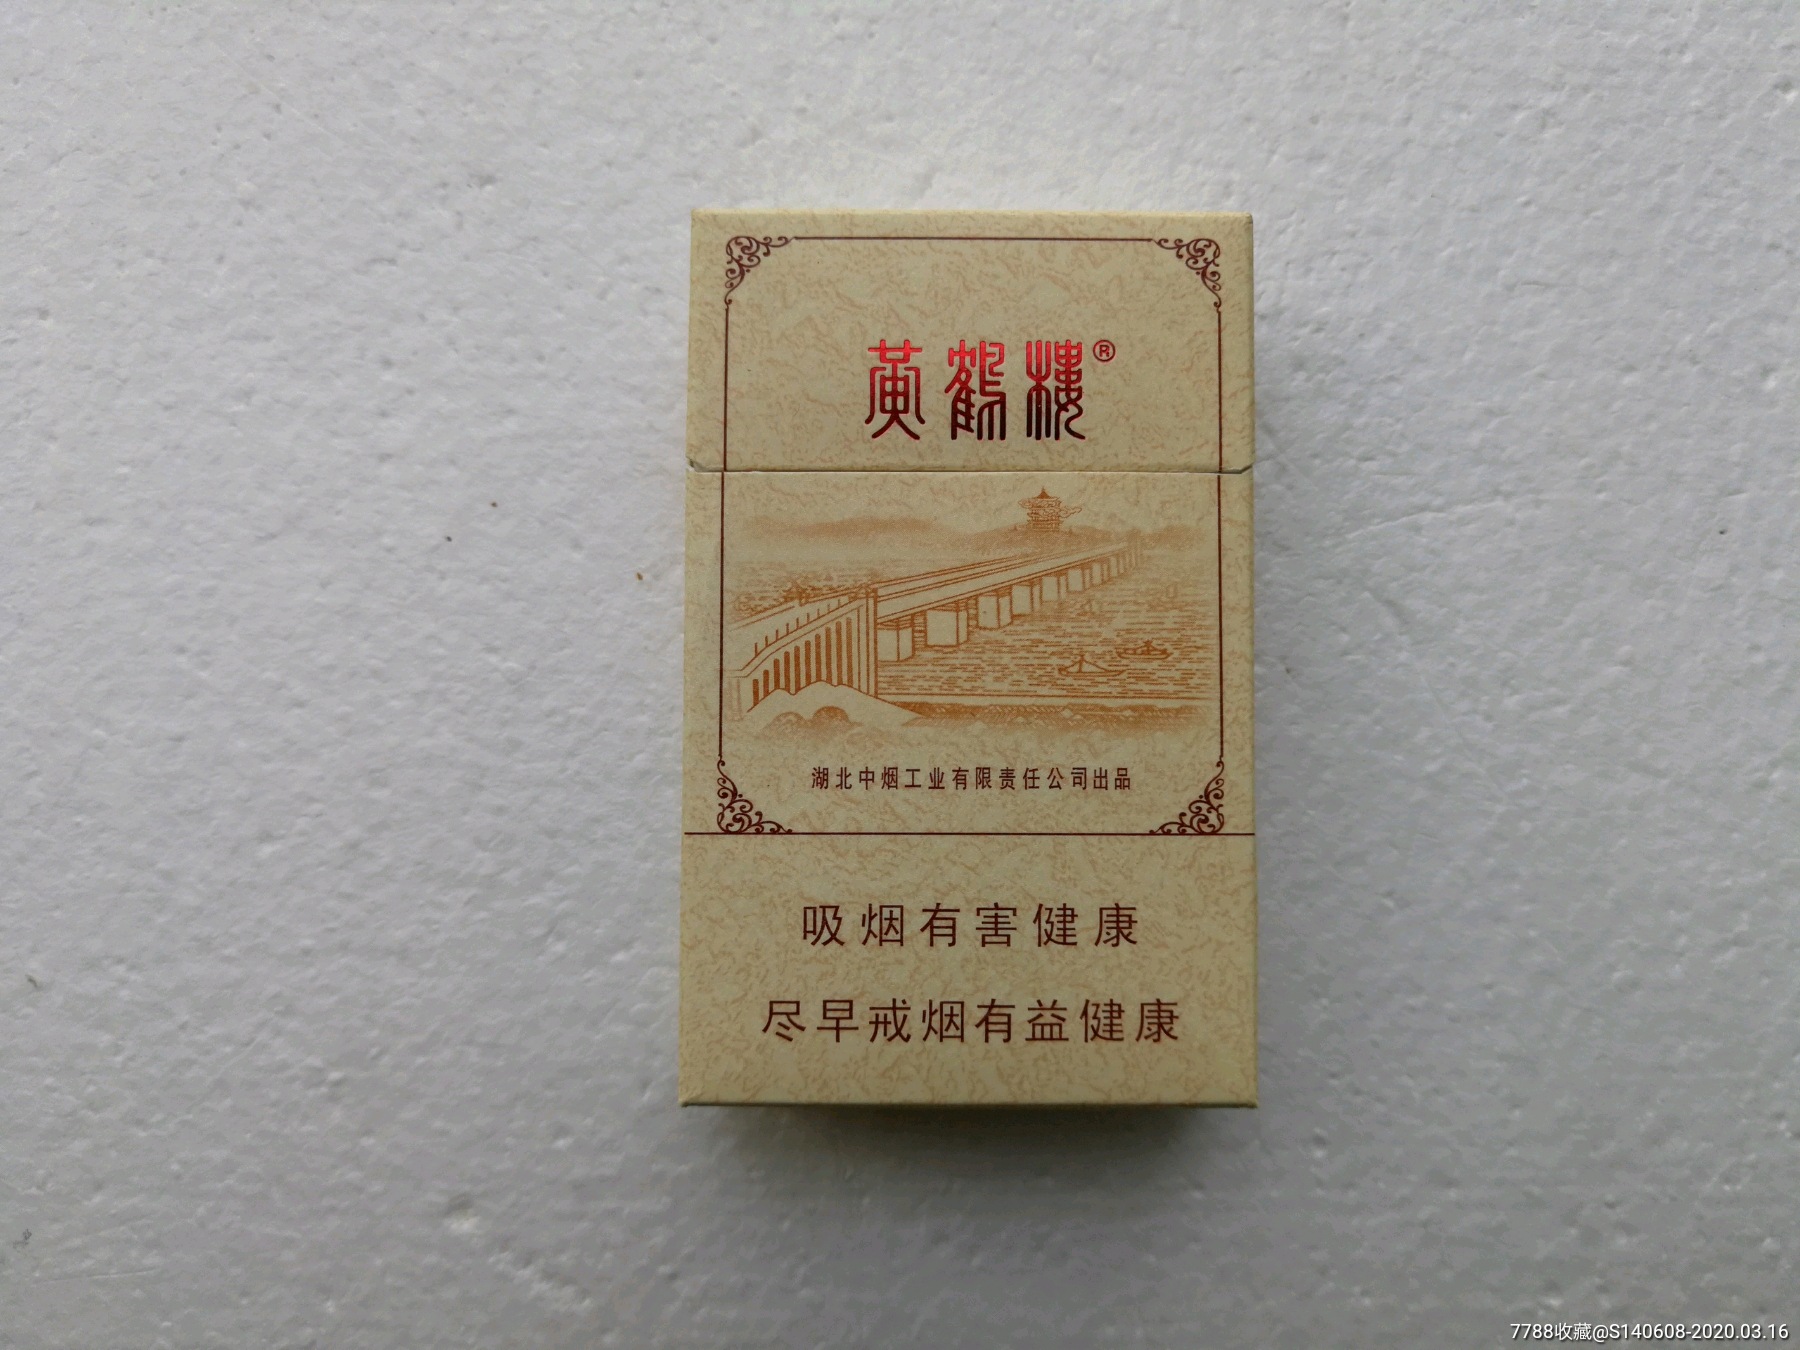 黄鹤楼®
湖北中烟工业有限责任公司出品
吸烟有害健康
尽早戒烟有益健康
7788收藏@S140608-2020.03.16